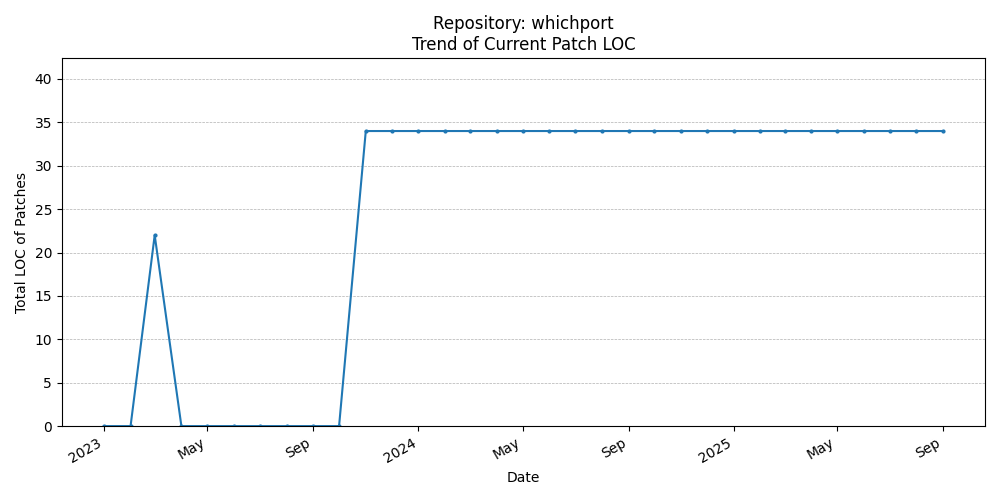 Repository: whichport
Trend of Current Patch LOC
Total LOC of Patches
40
35
30
25
20
15
10
5
0
2023
May
Sep
2024
May
Sep
2025
May
Sep
Date